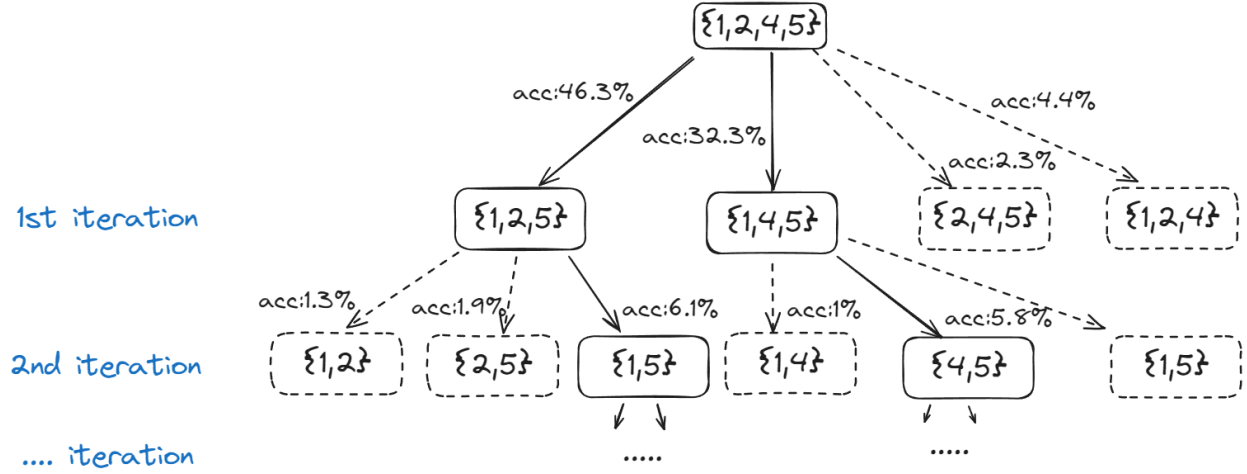 {1,2,4,5}
acc:46.3%
acc:4.4%
acc:32.3%
acc:2.3%
1st iteration
{1,2,5}
{1,4,5}
{2,4,5}
{1,2,4}
acc:1.3%
acc:1.9%
acc:6.1%
acc:1%
acc:5.8%
2nd iteration
{1,2}
{2,5}
{1,5}
{1,4}
{4,5}
{1,5}
.... iteration
.....
.....